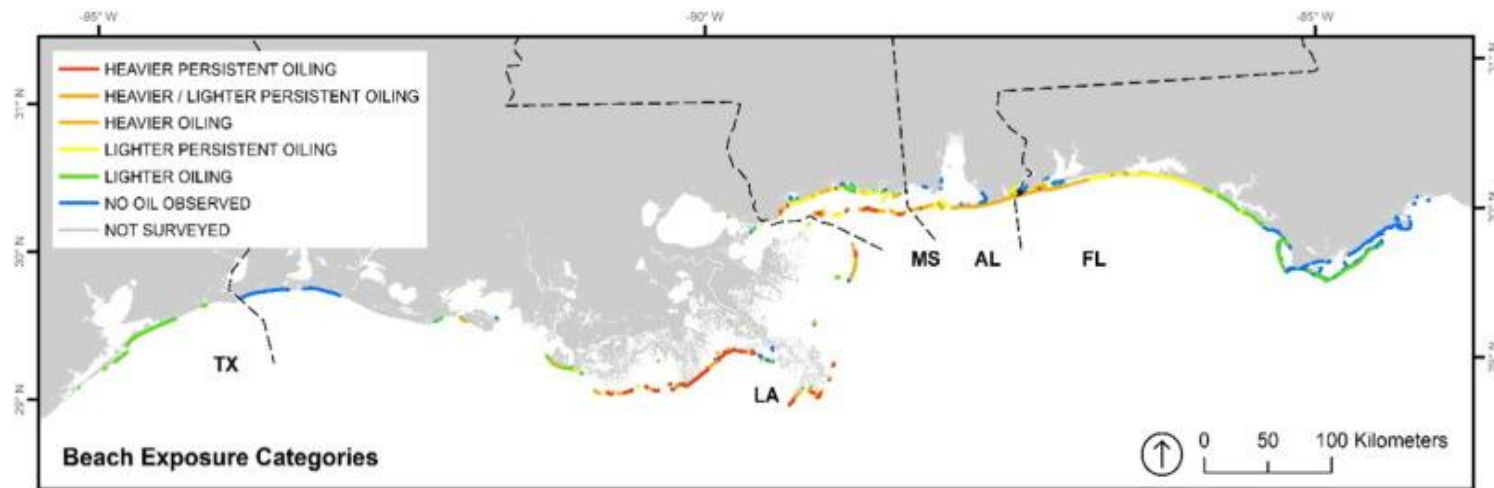 -95° W
-90° W
-85° W
HEAVIER PERSISTENT OILING
HEAVIER / LIGHTER PERSISTENT OILING
HEAVIER OILING
LIGHTER PERSISTENT OILING
LIGHTER OILING
NO OIL OBSERVED
NOT SURVEYED
31° N
30° N
29° N
MS
AL
FL
TX
LA
Beach Exposure Categories
0
50
100 Kilometers